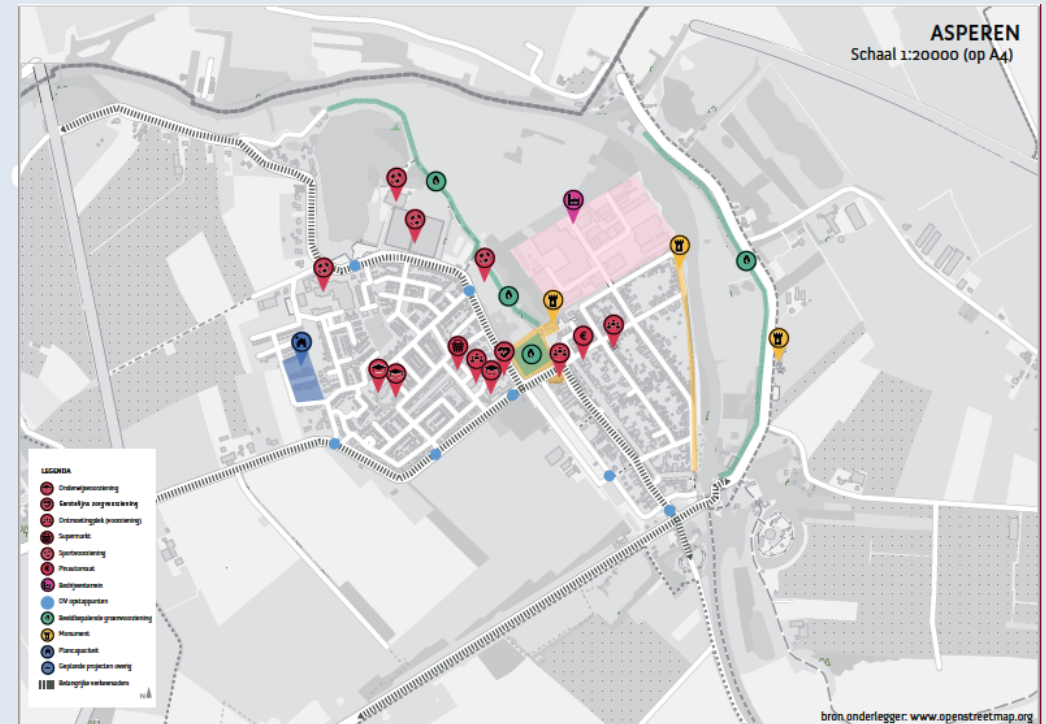 ASPEREN
Schaal 1:20000 (op A4)
LEGENDA
Onderwijsvoorziening
Eerstelijns zorgvoorziening
Ontmoetingsplek (voorziening)
Supermarkt
Sportvoorziening
Pinautomaat
Bedrijventerrein
OV opstappunten
Beeldbepalende groenvoorziening
Monument
Plancapaciteit
Geplande projecten overig
Belangrijke verkeersaders
N
bron onderlegger: www.openstreetmap.org